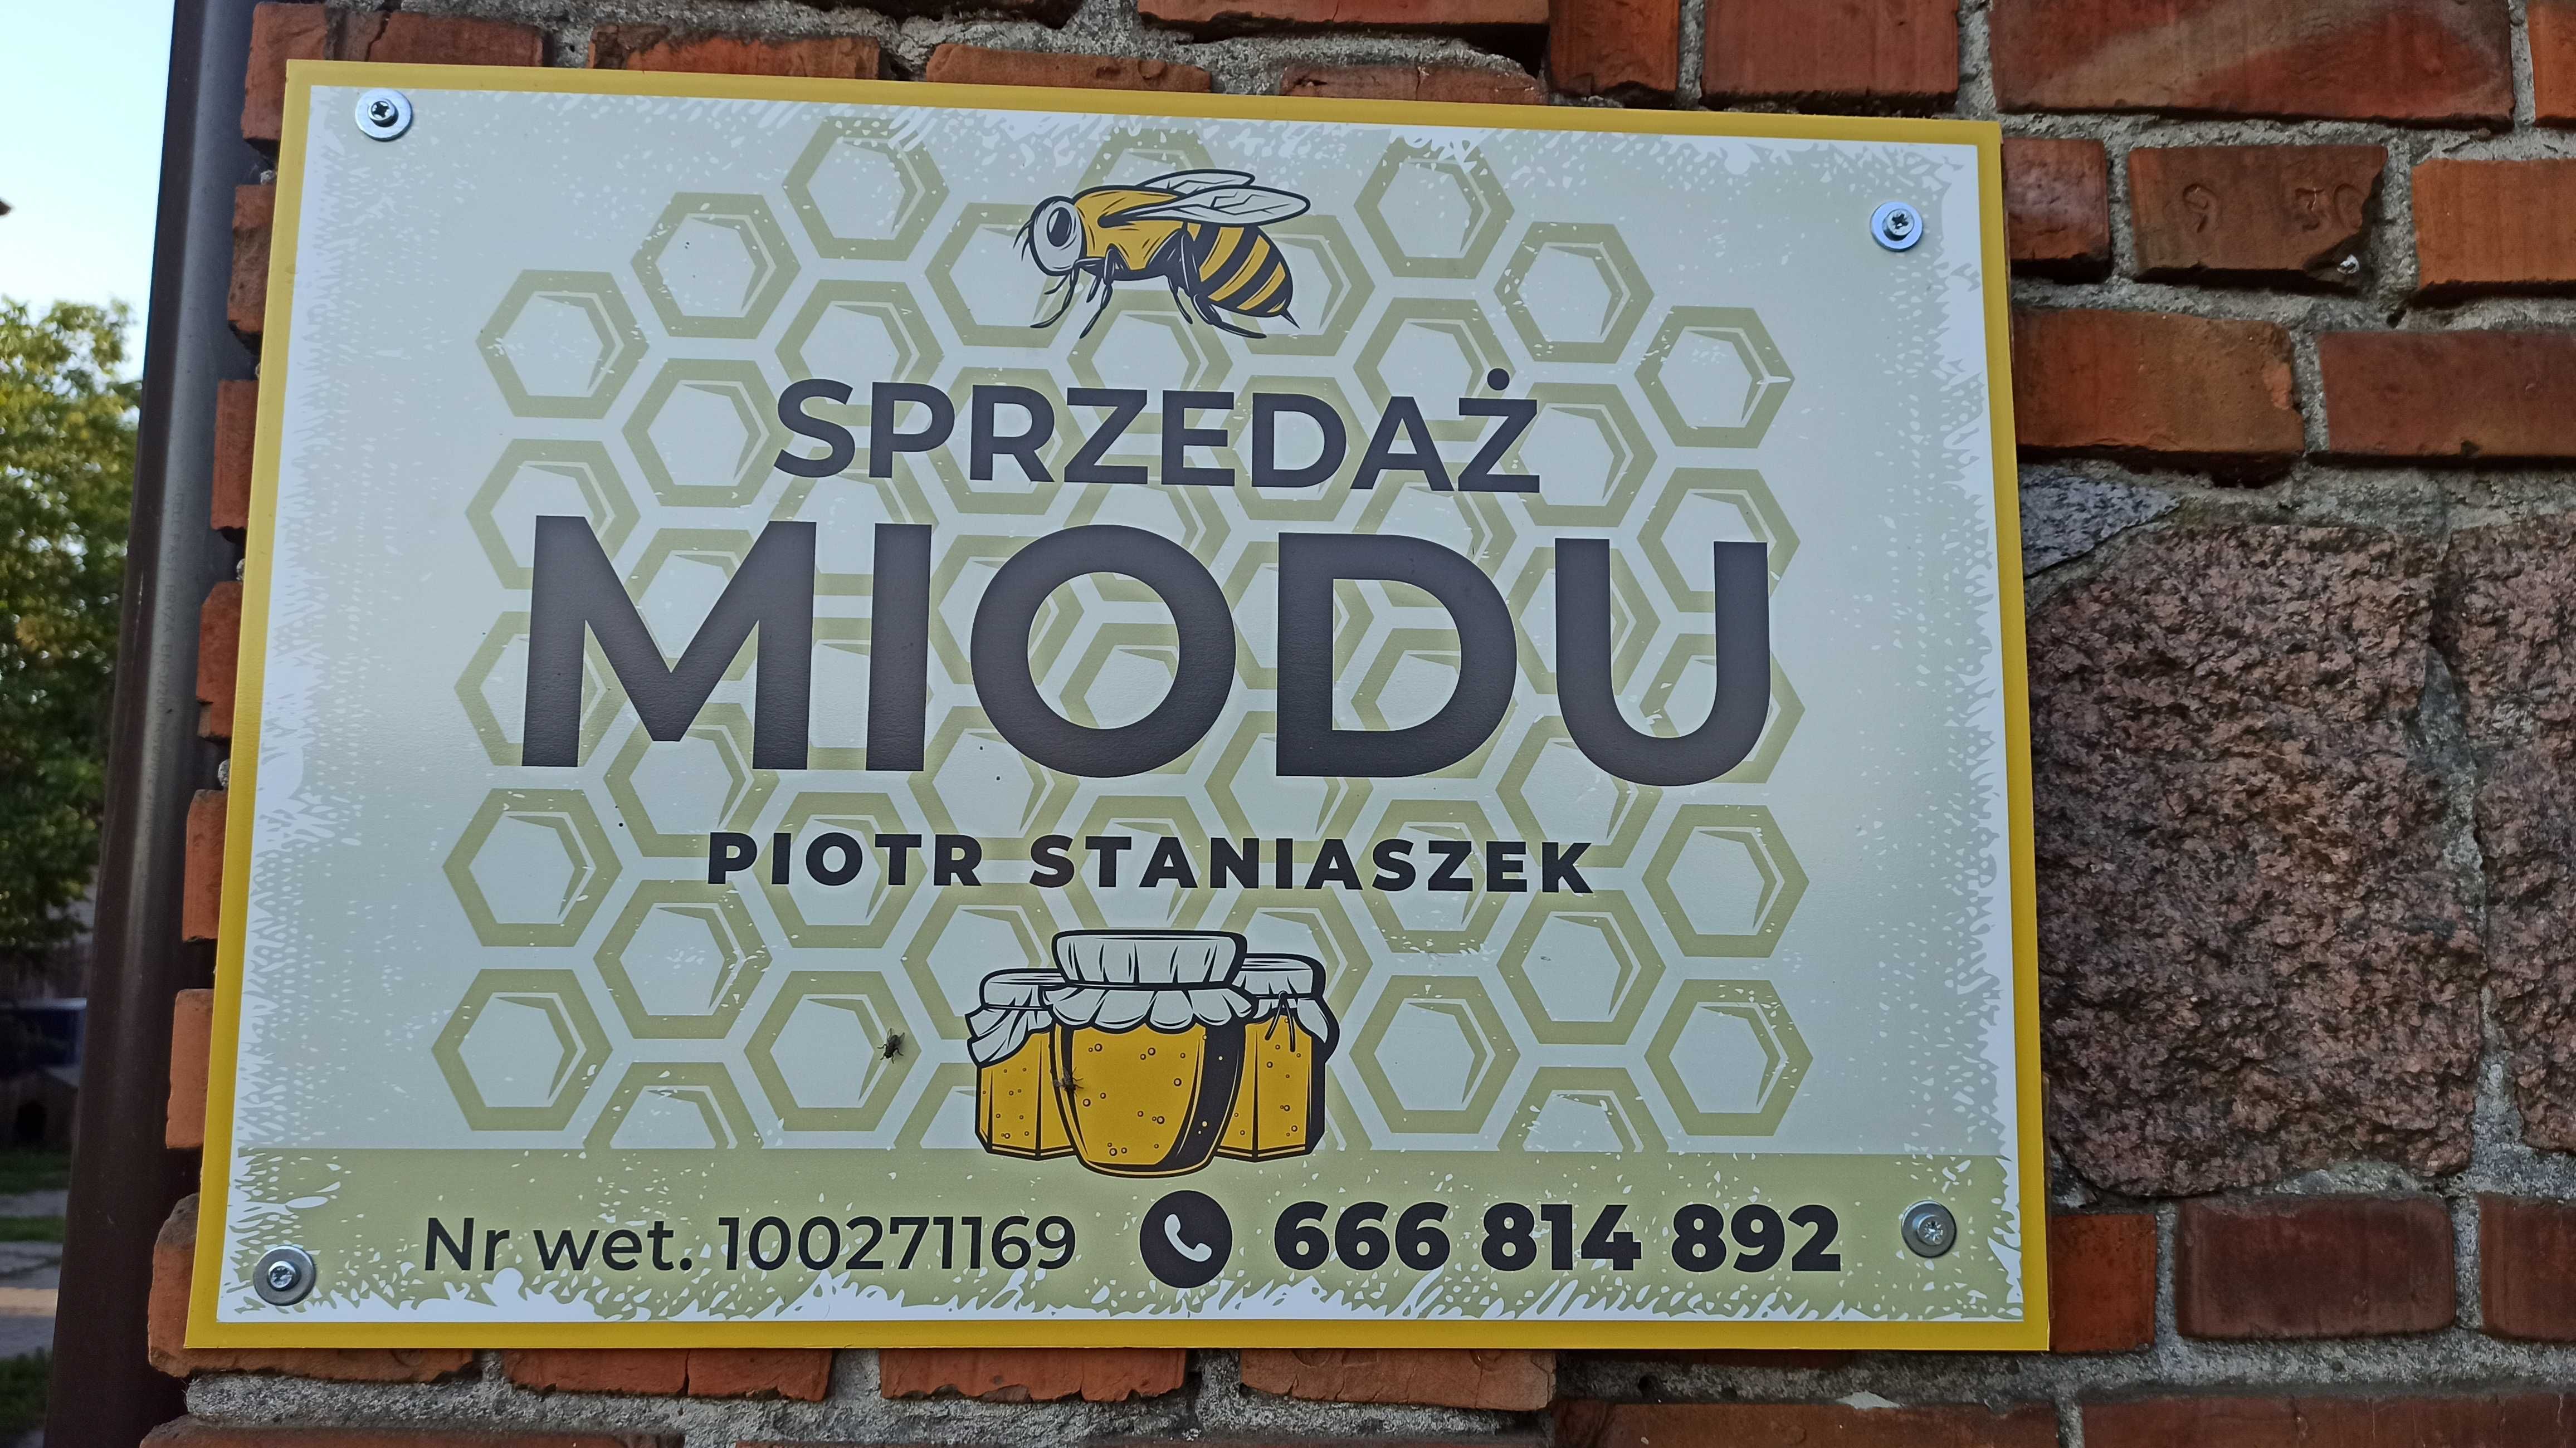 SPRZEDAŻ
MIODU
PIOTR STANIASZEK
Nr wet. 100271169 666 814 892